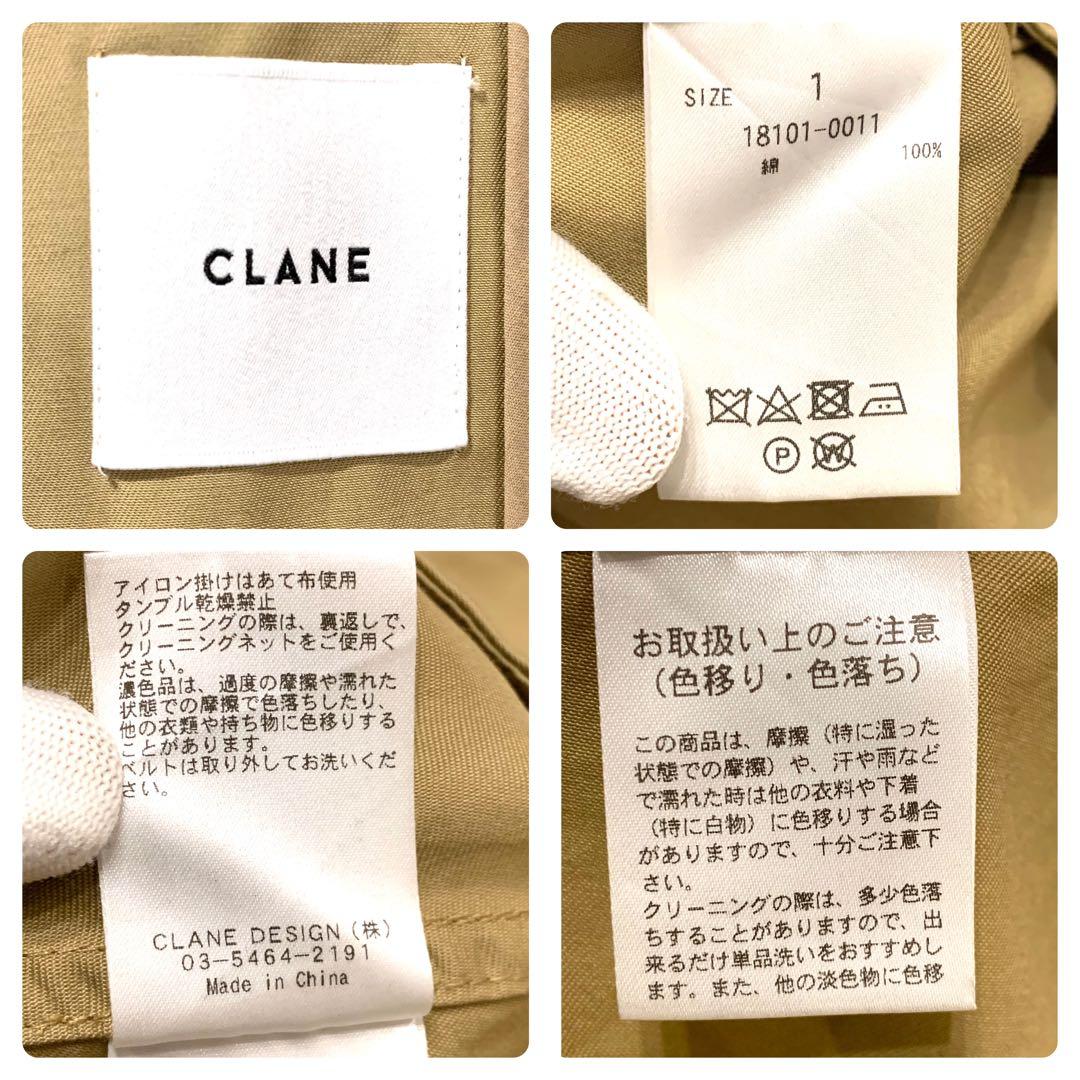 CLANE
SIZE 1
18101-0011
綿 100%
P W
アイロン掛けはあて布使用
タンブル乾燥禁止
クリーニングの際は、裏返しで、
クリーニングネットをご使用く
ださい。
濃色品は、過度の摩擦や濡れた
状態での摩擦で色落ちしたり、
他の衣類や持ち物に色移りする
ことがあります。
ベルトは取り外してお洗いくだ
さい。
CLANE DESIGN (株)
03-5464-2191
Made in China
お取扱い上のご注意
(色移り・色落ち)
この商品は、摩擦(特に湿った
状態での摩擦)や、汗や雨など
で濡れた時は他の衣料や下着
(特に白物)に色移りする場合
がありますので、十分ご注意下
さい。
クリーニングの際は、多少色落
ちすることがありますので、出
来るだけ単品洗いをおすすめし
ます。また、他の淡色物に色移